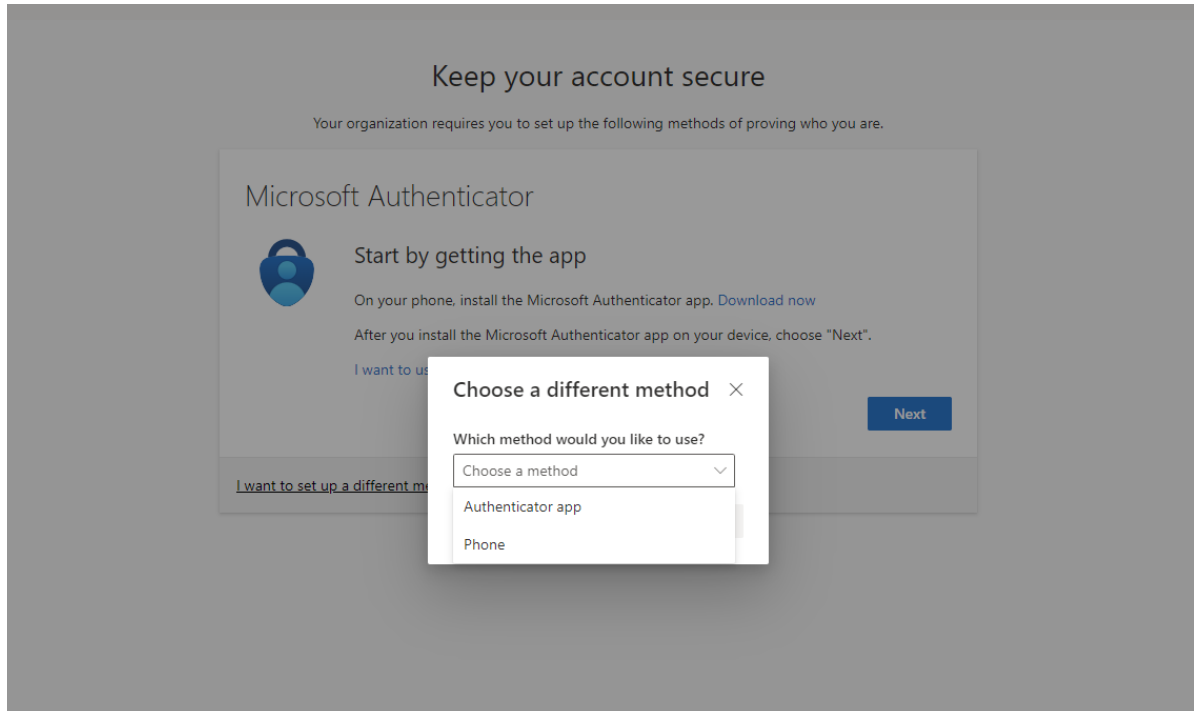 Keep your account secure
Your organization requires you to set up the following methods of proving who you are.
Microsoft Authenticator
Start by getting the app
On your phone, install the Microsoft Authenticator app. Download now
After you install the Microsoft Authenticator app on your device, choose "Next".
I want to
Choose a different method
Next
Which method would you like to use?
Choose a method
I want to set up a different
Authenticator app
Phone